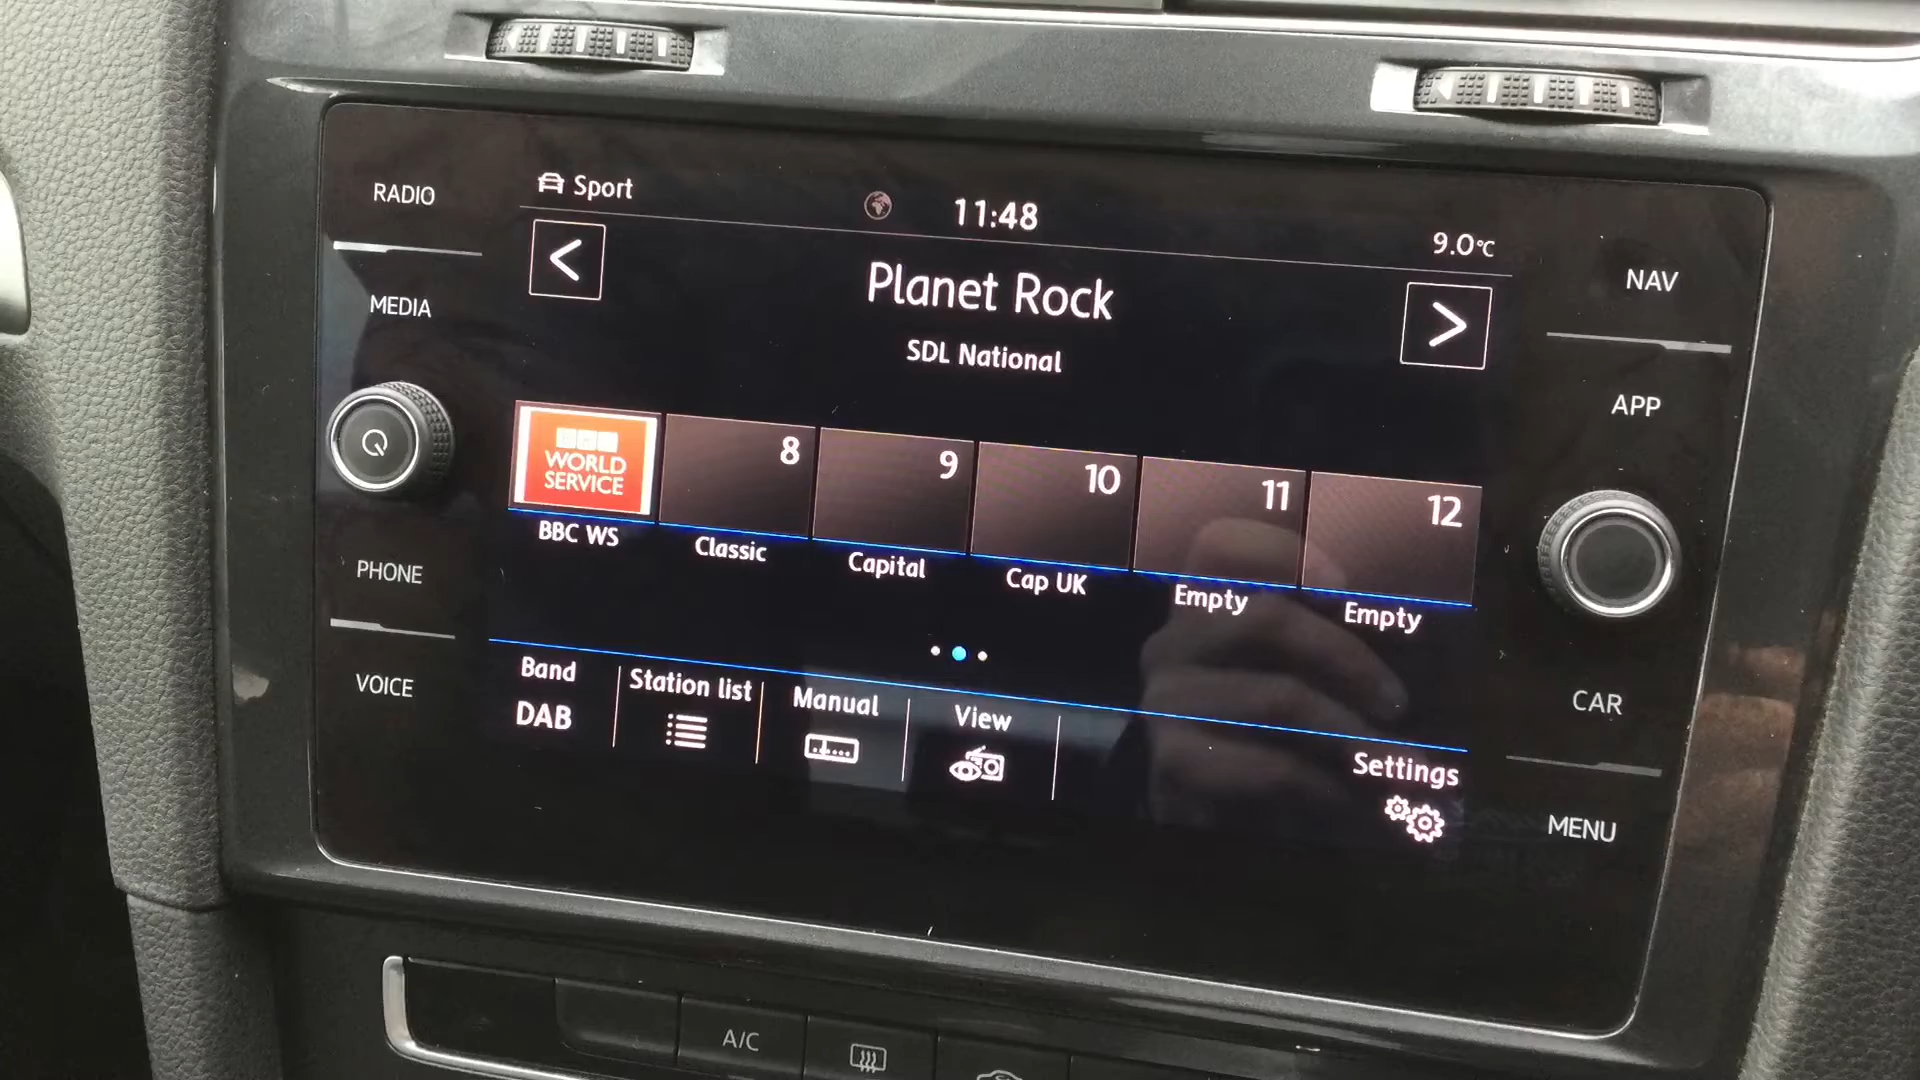 RADIO
MEDIA
PHONE
VOICE
Sport
11:48
9.0°C
<
Planet Rock
>
SDL National
WORLD
SERVICE
8
9
10
11
12
BBC WS
Classic
Capital
Cap UK
Empty
Empty
Band
DAB
Station list
Manual
View
Settings
NAV
APP
CAR
MENU
A/C